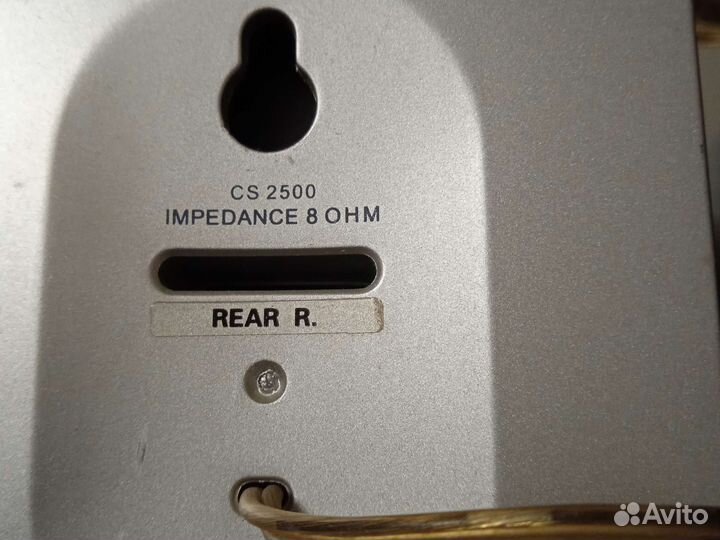 CS 2500
IMPEDANCE 8 OHM
REAR R.
Avito